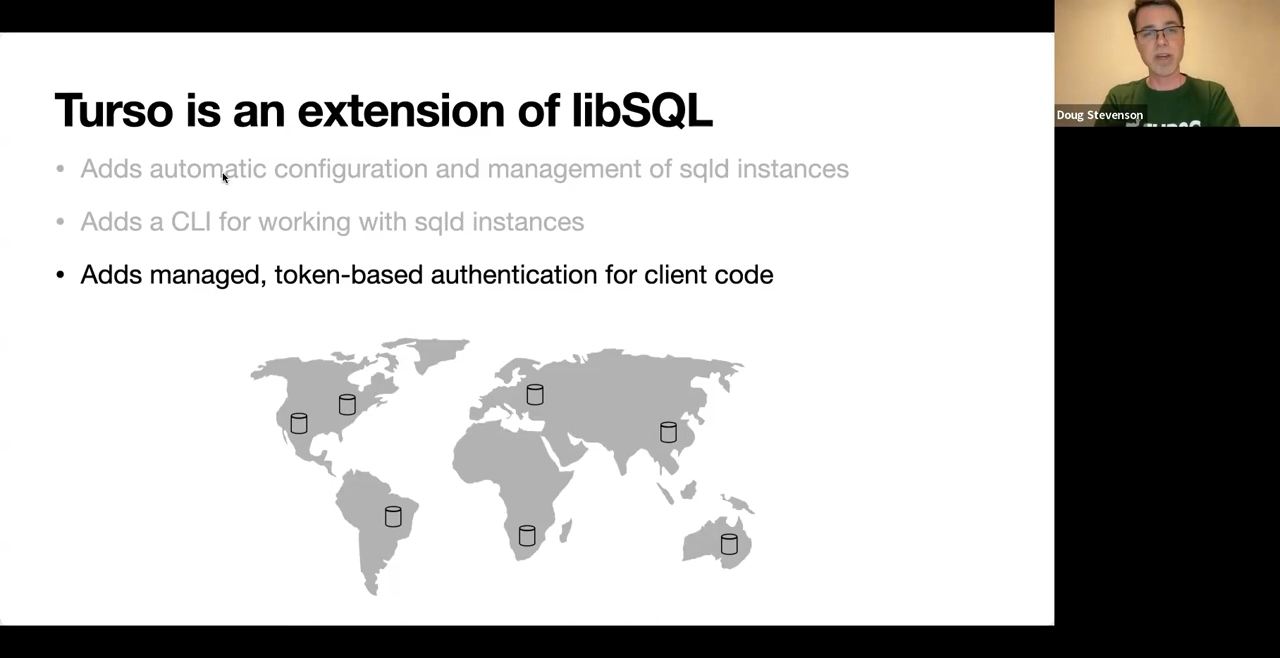 Turso is an extension of libSQL
• Adds automatic configuration and management of sqld instances
• Adds a CLI for working with sqld instances
• Adds managed, token-based authentication for client code
Doug Stevenson